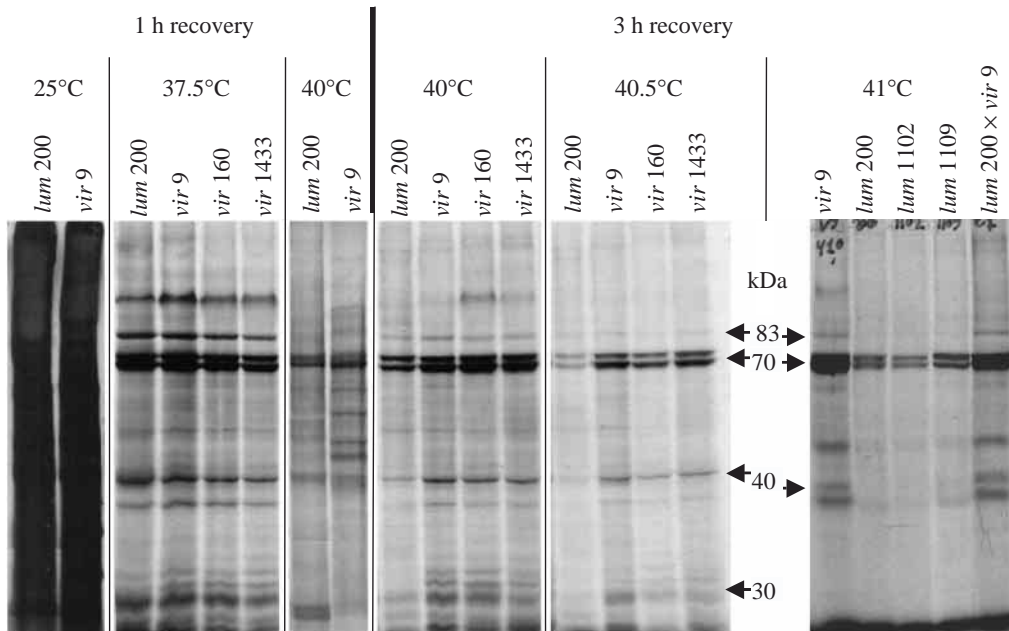 1 h recovery 3 h recovery
25°C 37.5°C 40°C 40°C 40.5°C 41°C
lum 200 vir 9 lum 200 vir 9 vir 160 vir 1433 lum 200 vir 9 lum 200 vir 9 vir 160 vir 1433 lum 200 vir 9 vir 160 vir 1433 vir 9 lum 200 lum 1102 lum 1109 lum 200 × vir 9
kDa
83
70
40
30